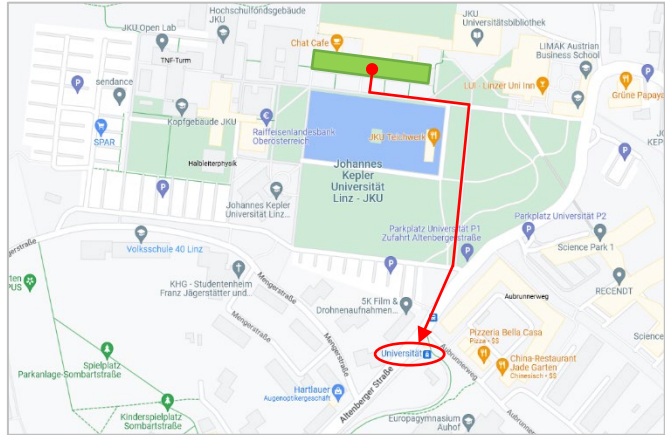 Hochschulfondsgebäude
JKU
JKU Open Lab
TNF-Turm
Chat Cafe
JKU
Universitätsbibliothek
LIMAK Austrian
Business School
sendance
LUI - Linzer Uni Inn
Grüne Papaya
Kopfgebäude JKU
Raiffeisenlandesbank
Oberösterreich
JKU Teichwerk
SPAR
Halbleiterphysik
Johannes
Kepler
Universität
Linz - JKU
Johannes Kepler
Universität Linz...
Parkplatz Universität P1
Zufahrt Altenbergerstraße
Parkplatz Universität P2
Science Park 1
Volksschule 40 Linz
Mengerstraße
KHG - Studentenheim
Franz Jägerstätter und...
RECENDT
Aubrunnerweg
5K Film &
Drohnenaufnahmen...
Mengerstraße
Pizzeria Bella Casa
Pizza • $$
Universität
Aubrunnerweg
China-Restaurant
Jade Garten
Chinesisch • $$
Spielplatz
Parkanlage-Sombartstraße
Hartlauer
Augenoptikergeschäft
Altenberger Straße
Kinderspielplatz
Sombartstraße
Europagymnasium
Auhof
Aubrunnerweg